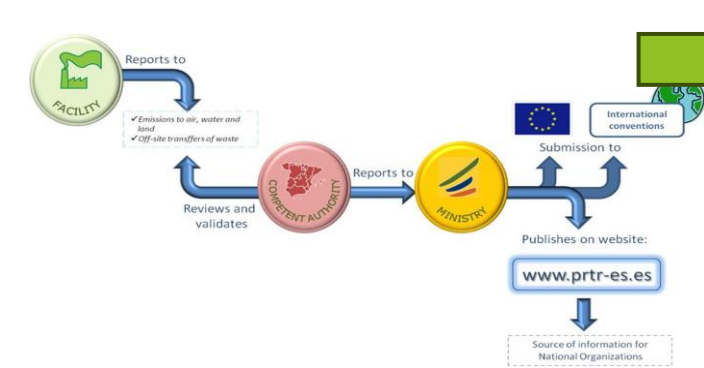 Reports to
FACILITY
✓Emissions to air, water and
land
✓Off-site transffers of waste
International
conventions
Submission to
COMPETENT AUTHORITY
Reports to
MINISTRY
Reviews and
validates
Publishes on website:
www.prtr-es.es
Source of information for
National Organizations